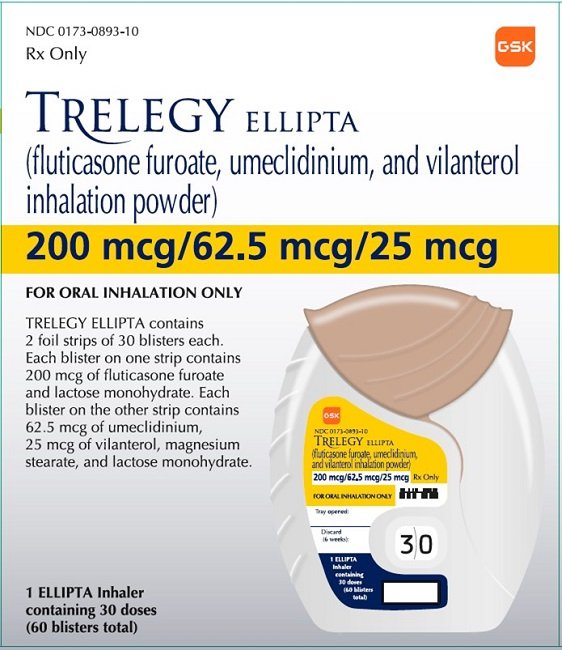 NDC 0173-0893-10
Rx Only
GSK
TRELEGY ELLIPTA
(fluticasone furoate, umeclidinium, and vilanterol
inhalation powder)
200 mcg/62.5 mcg/25 mcg
FOR ORAL INHALATION ONLY
TRELEGY ELLIPTA contains
2 foil strips of 30 blisters each.
Each blister on one strip contains
200 mcg of fluticasone furoate
and lactose monohydrate. Each
blister on the other strip contains
62.5 mcg of umeclidinium,
25 mcg of vilanterol, magnesium
stearate, and lactose monohydrate.
1 ELLIPTA Inhaler
containing 30 doses
(60 blisters total)
GSK
NDC 0173-0893-10
TRELEGY ELLIPTA
(fluticasone furoate, umeclidinium,
and vilanterol inhalation powder)
200 mcg/62.5 mcg/25 mcg Rx Only
FOR ORAL INHALATION ONLY
Tray opened:
Discard
(6 weeks):
30
1 ELLIPTA
Inhaler
containing
30 doses
(60 blisters
total)